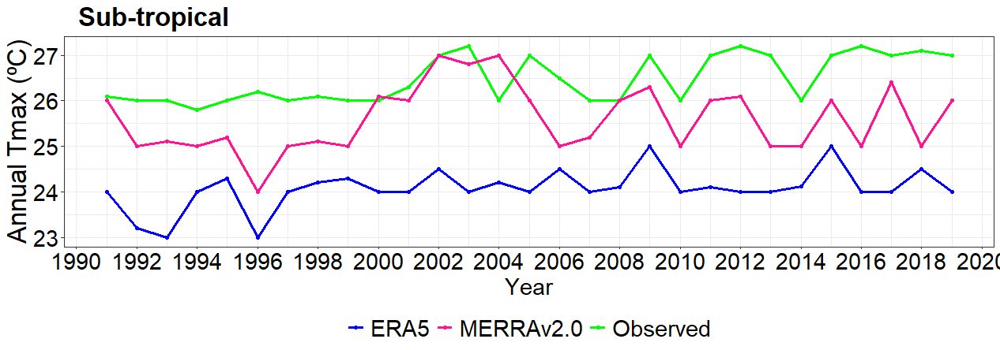 Sub-tropical
Annual Tmax (ºC)
27
26
25
24
23
1990 1992 1994 1996 1998 2000 2002 2004 2006 2008 2010 2012 2014 2016 2018 2020
Year
ERA5 MERRAv2.0 Observed